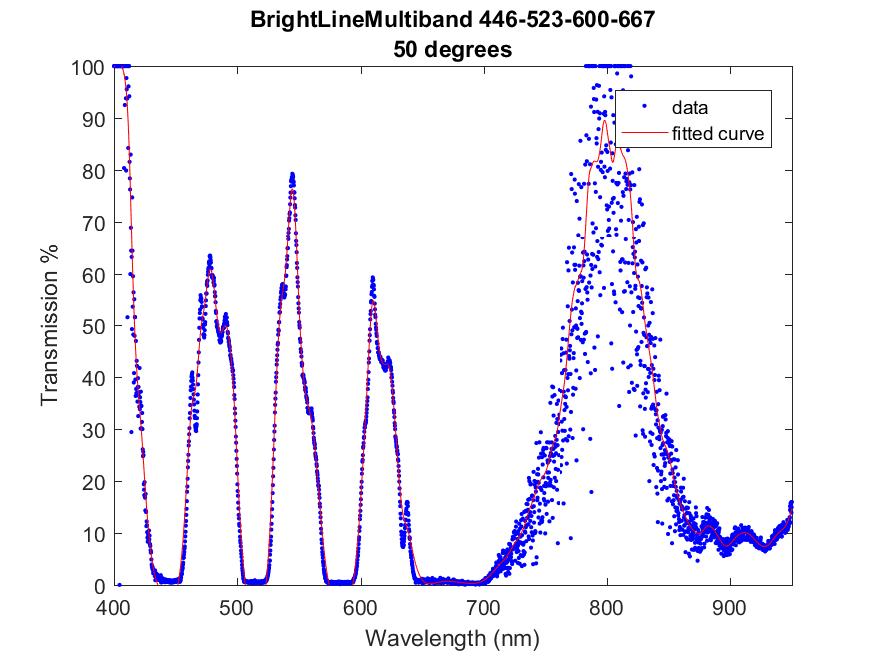 BrightLineMultiband 446-523-600-667
50 degrees
100
90
80
70
60
50
40
30
20
10
0
Transmission %
data
fitted curve
400 500 600 700 800 900
Wavelength (nm)